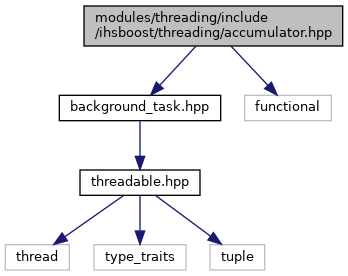 modules/threading/include
/ihsboost/threading/accumulator.hpp
background_task.hpp
functional
threadable.hpp
thread
type_traits
tuple